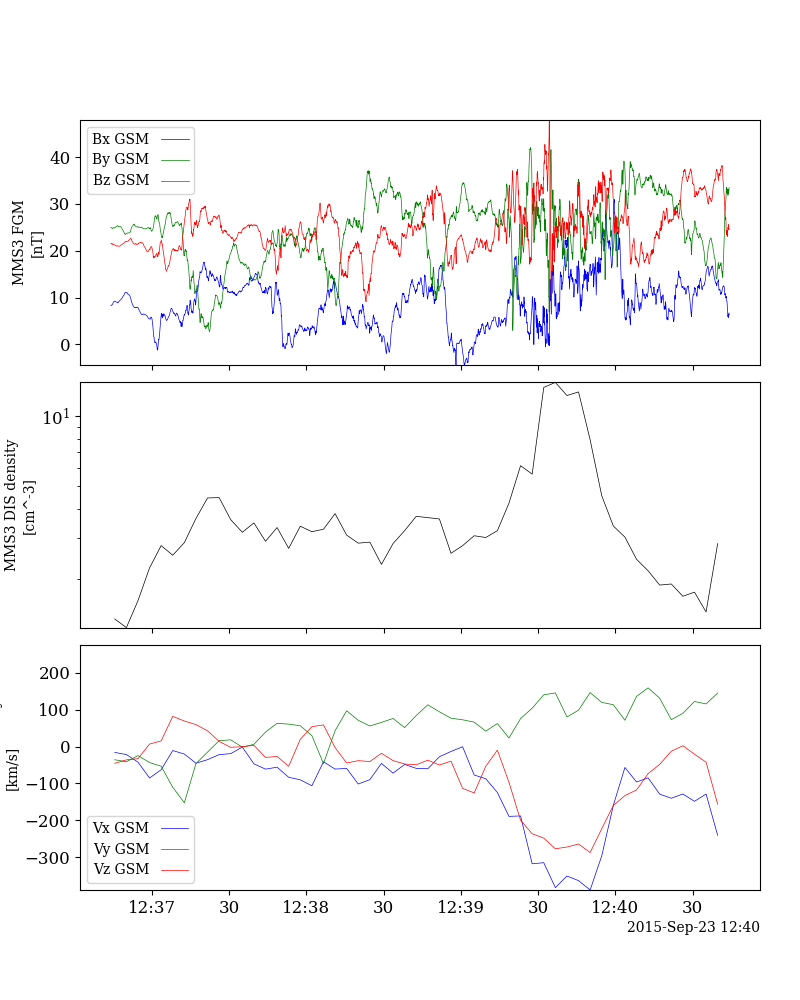 Bx GSM
By GSM
Bz GSM
40
30
20
10
0
MMS3 FGM
[nT]
10^1
MMS3 DIS density
[cm^-3]
200
100
0
−100
−200
−300
[km/s]
Vx GSM
Vy GSM
Vz GSM
12:37 30 12:38 30 12:39 30 12:40 30
2015-Sep-23 12:40